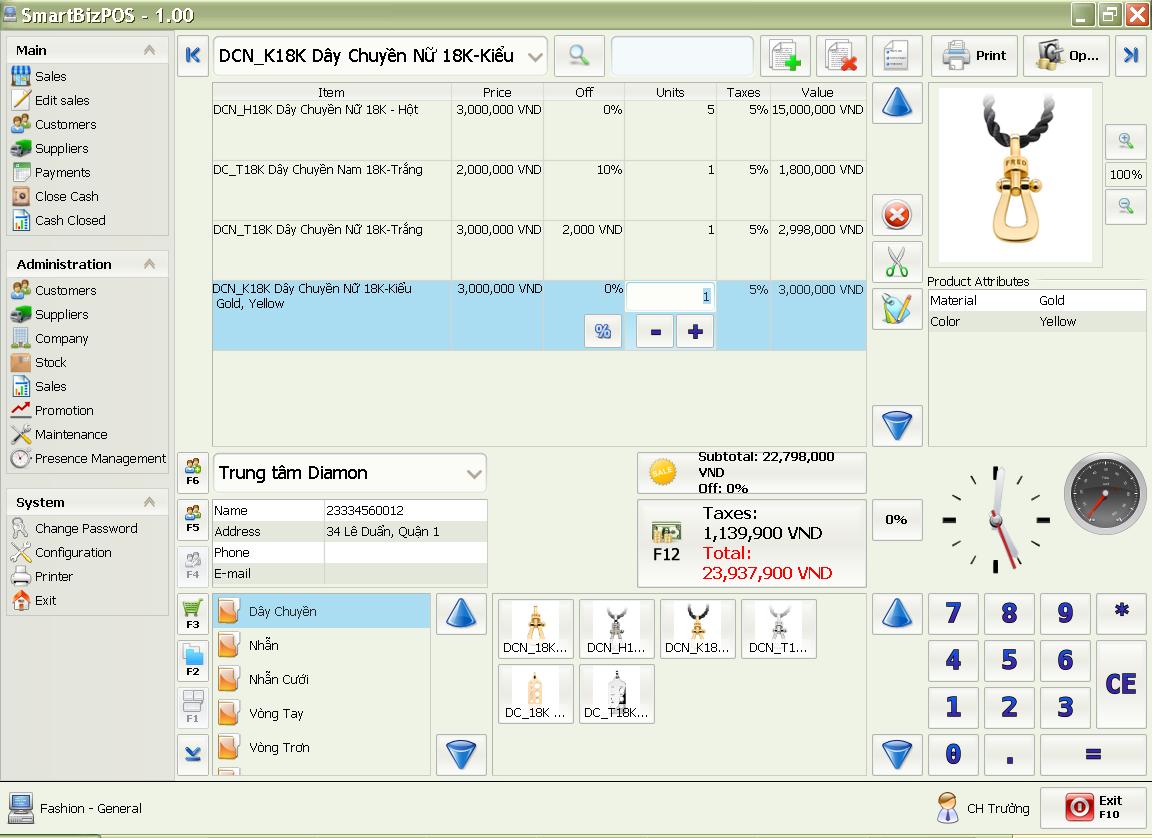 SmartBizPOS - 1.00
Main
Sales
Edit sales
Customers
Suppliers
Payments
Close Cash
Cash Closed
Administration
Customers
Suppliers
Company
Stock
Sales
Promotion
Maintenance
Presence Management
System
Change Password
Configuration
Printer
Exit
DCN_K18K Dây Chuyền Nữ 18K-Kiểu
Print
Op...
Item Price Off Units Taxes Value
DCN_H18K Dây Chuyền Nữ 18K - Hột 3,000,000 VND 0% 5 5% 15,000,000 VND
DC_T18K Dây Chuyền Nam 18K-Trắng 2,000,000 VND 10% 1 5% 1,800,000 VND
DCN_T18K Dây Chuyền Nữ 18K-Trắng 3,000,000 VND 2,000 VND 1 5% 2,998,000 VND
DCN_K18K Dây Chuyền Nữ 18K-Kiểu 3,000,000 VND 0% 1 5% 3,000,000 VND
Gold, Yellow
% - +
FRED
100%
Product Attributes
Material Gold
Color Yellow
F6
Trung tâm Diamon
F5
F4
Name 23334560012
Address 34 Lê Duẩn, Quận 1
Phone
E-mail
SALE
Subtotal: 22,798,000
VND
Off: 0%
F12
Taxes:
1,139,900 VND
Total:
23,937,900 VND
0%
F3
F2
F1
Dây Chuyền
Nhẫn
Nhẫn Cưới
Vòng Tay
Vòng Trơn
DCN_18K...
DCN_H1...
DCN_K18...
DCN_T1...
DC_18K ...
DC_T18K...
7 8 9 *
4 5 6 CE
1 2 3
0 . =
Fashion - General
CH Trưởng
Exit
F10